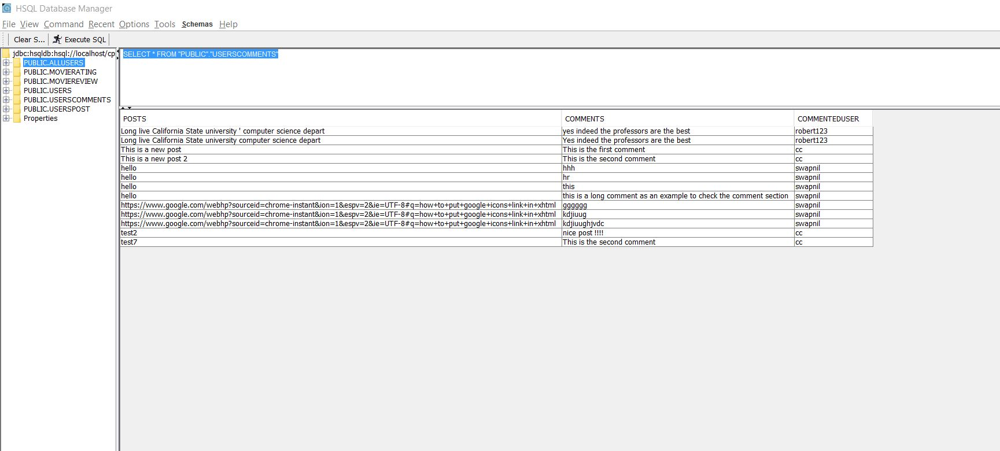 HSQL Database Manager
File View Command Recent Options Tools Schemas Help
Clear S... Execute SQL
jdbc:hsqldb:hsql://localhost/cp
PUBLIC.ALLUSERS
PUBLIC.MOVIERATING
PUBLIC.MOVIEREVIEW
PUBLIC.USERS
PUBLIC.USERSCOMMENTS
PUBLIC.USERSPOST
Properties
SELECT * FROM "PUBLIC"."USERSCOMMENTS"
POSTS COMMENTS COMMENTEDUSER
Long live California State university ' computer science depart yes indeed the professors are the best robert123
Long live California State university computer science depart Yes indeed the professors are the best robert123
This is a new post This is the first comment cc
This is a new post 2 This is the second comment cc
hello hhh swapnil
hello hr swapnil
hello this swapnil
hello this is a long comment as an example to check the comment section swapnil
https://www.google.com/webhp?sourceid=chrome-instant&ion=1&espv=2&ie=UTF-8#q=how+to+put+google+icons+link+in+xhtml gggggg swapnil
https://www.google.com/webhp?sourceid=chrome-instant&ion=1&espv=2&ie=UTF-8#q=how+to+put+google+icons+link+in+xhtml kdjiuug swapnil
https://www.google.com/webhp?sourceid=chrome-instant&ion=1&espv=2&ie=UTF-8#q=how+to+put+google+icons+link+in+xhtml kdjiuughjvdc swapnil
test2 nice post !!!! cc
test7 This is the second comment cc